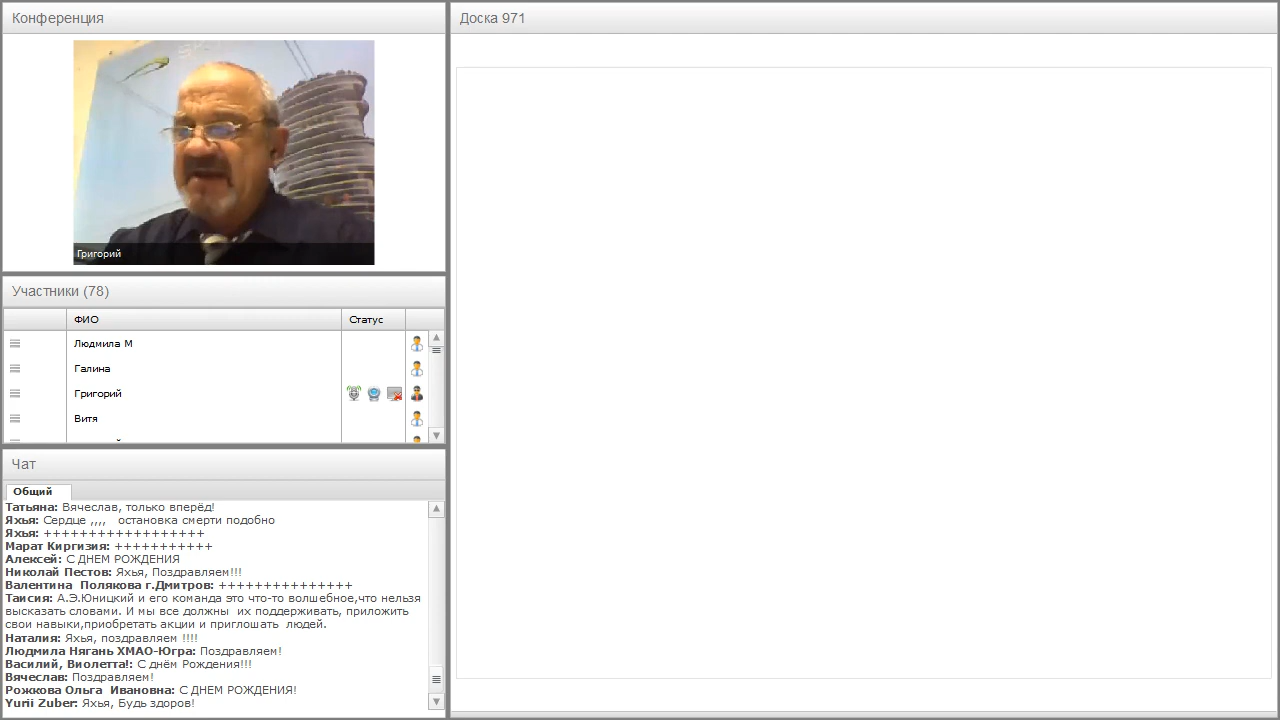 Конференция
Григорий
Участники (78)
ФИО
Статус
Людмила М
Галина
Григорий
Витя
Чат
Общий
Татьяна: Вячеслав, только вперёд!
Яхья: Сердце ,,,, остановка смерти подобно
Яхья: ++++++++++++++++++
Марат Киргизия: +++++++++++
Алексей: С ДНЕМ РОЖДЕНИЯ
Николай Пестов: Яхья, Поздравляем!!!
Валентина Полякова г.Дмитров: +++++++++++++++
Таисия: А.Э.Юницкий и его команда это что-то волшебное,что нельзя
высказать словами. И мы все должны их поддерживать, приложить
свои навыки,приобретать акции и приглошать людей.
Наталия: Яхья, поздравляем !!!!
Людмила Нягань ХМАО-Югра: Поздравляем!
Василий, Виолетта!: С днём Рождения!!!
Вячеслав: Поздравляем!
Рожкова Ольга Ивановна: С ДНЕМ РОЖДЕНИЯ!
Yurii Zuber: Яхья, Будь здоров!
Доска 971